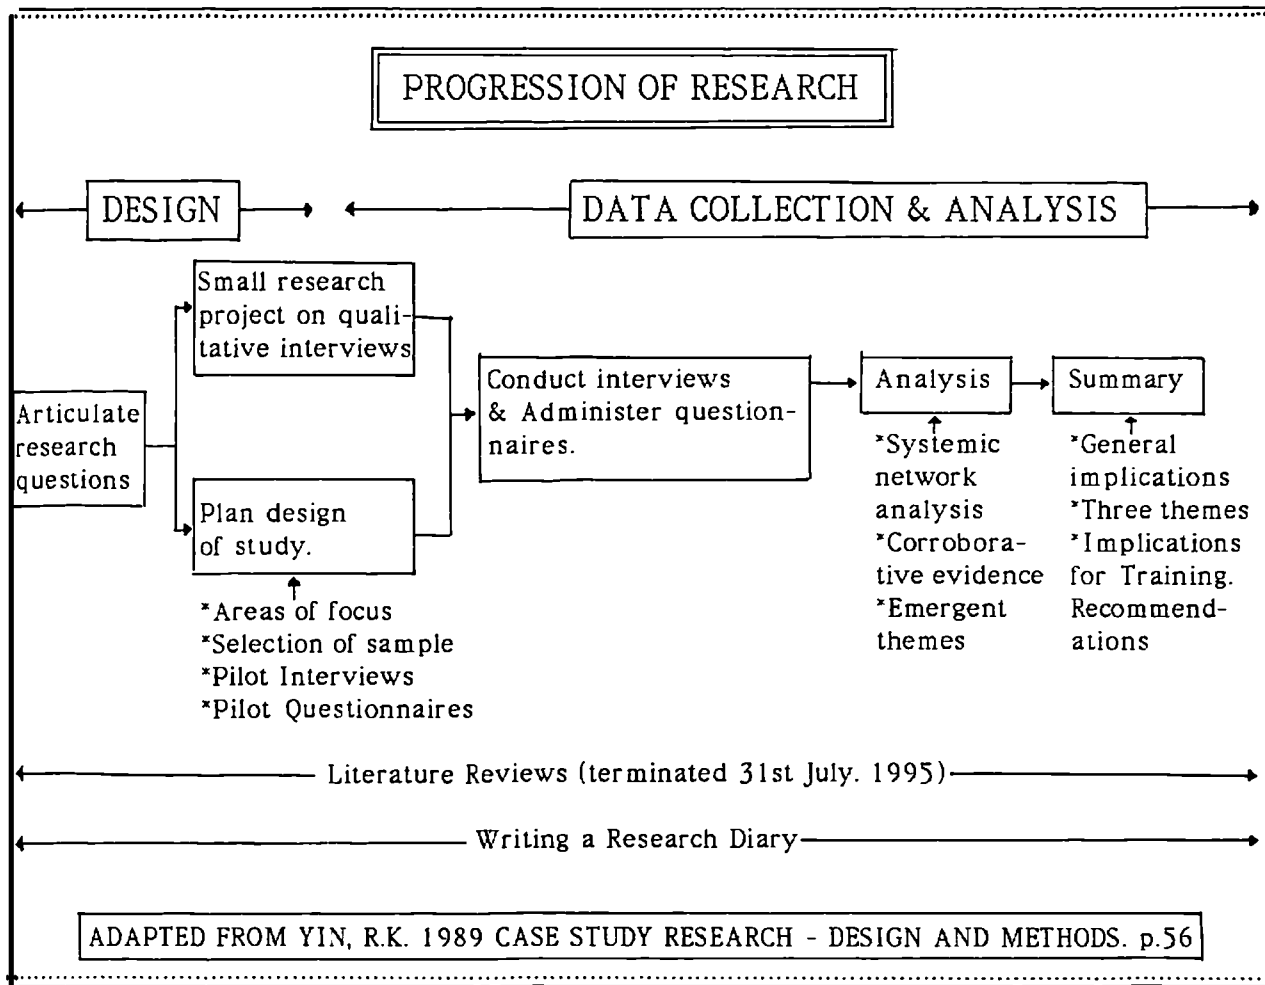 PROGRESSION OF RESEARCH
DESIGN
DATA COLLECTION & ANALYSIS
Small research
project on quali-
tative interviews
Articulate
research
questions
Plan design
of study.
*Areas of focus
*Selection of sample
*Pilot Interviews
*Pilot Questionnaires
Conduct interviews
& Administer question-
naires.
Analysis
*Systemic
network
analysis
*Corrobora-
tive evidence
*Emergent
themes
Summary
*General
implications
*Three themes
*Implications
for Training.
Recommend-
ations
Literature Reviews (terminated 31st July. 1995)
Writing a Research Diary
ADAPTED FROM YIN, R.K. 1989 CASE STUDY RESEARCH - DESIGN AND METHODS. p.56